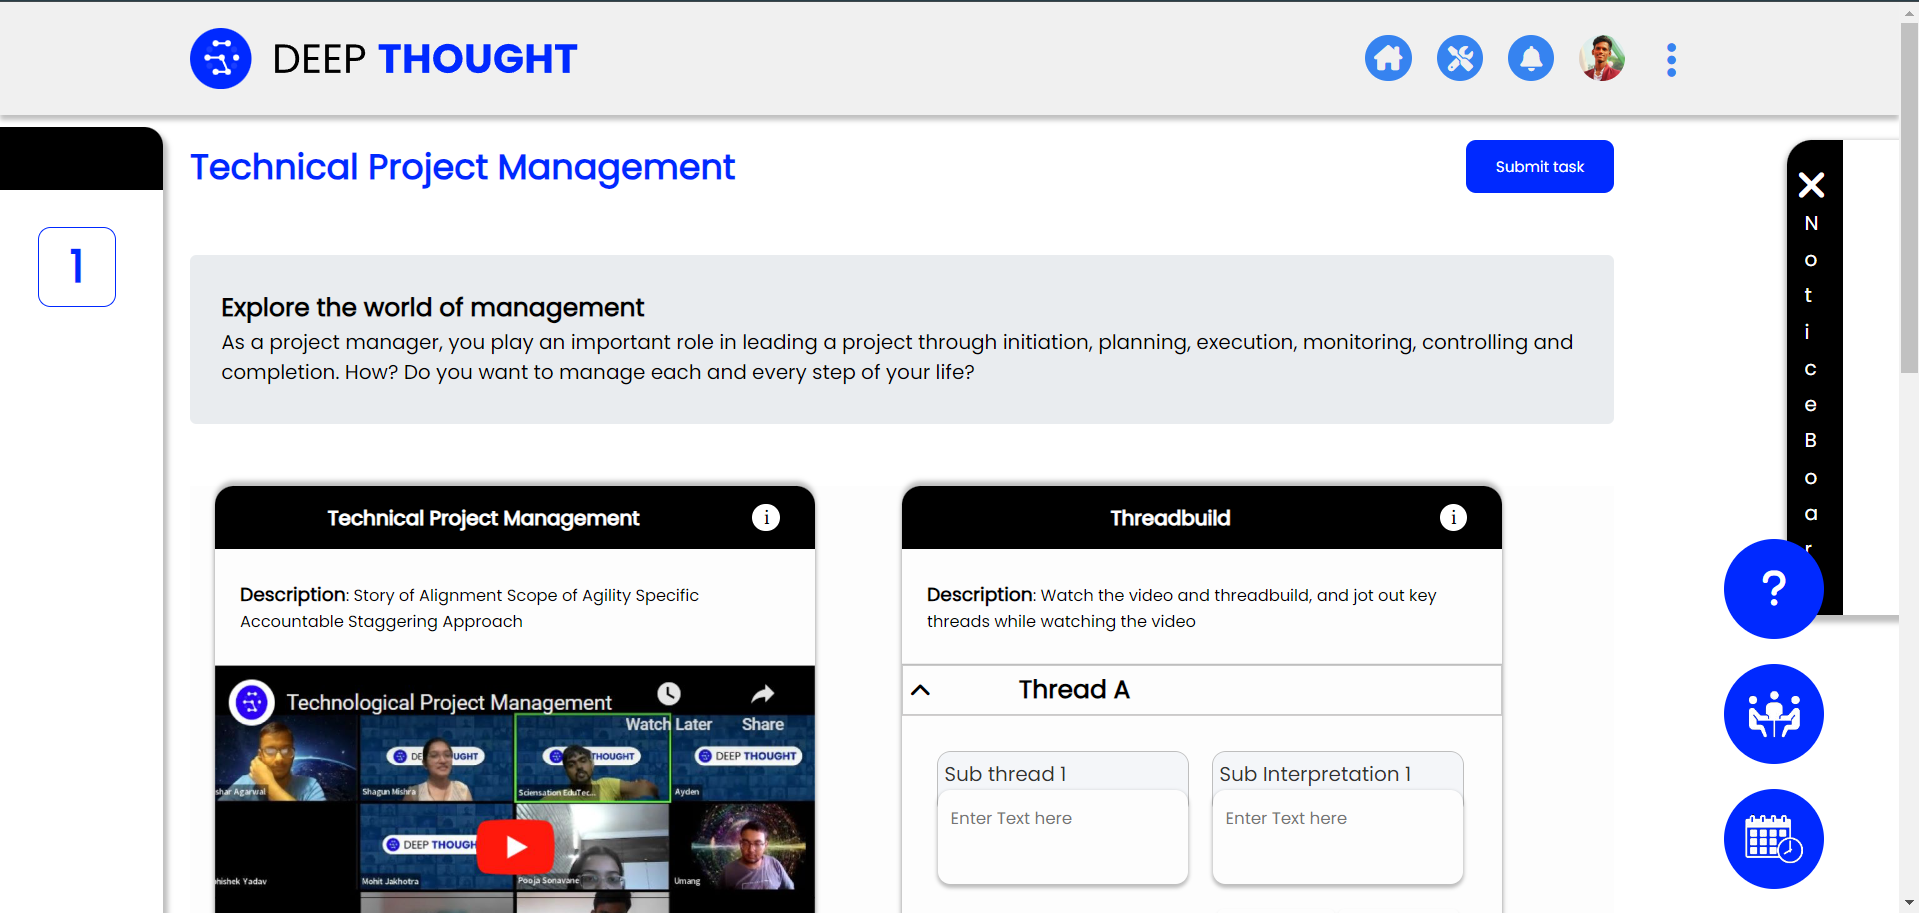 DEEP THOUGHT
Technical Project Management
Submit task
1
Explore the world of management
As a project manager, you play an important role in leading a project through initiation, planning, execution, monitoring, controlling and
completion. How? Do you want to manage each and every step of your life?
Technical Project Management
i
Description: Story of Alignment Scope of Agility Specific
Accountable Staggering Approach
Technological Project Management
Watch Later
Share
DEEP THOUGHT
Shagun Mishra
Sciensation EduTec...
DEEP THOUGHT
Ayden
DEEP THOUGH
Mohit Jakhotra
Pooja Sonavane
Umang
Threadbuild
i
Description: Watch the video and threadbuild, and jot out key
threads while watching the video
Thread A
Sub thread 1
Enter Text here
Sub Interpretation 1
Enter Text here
N
o
t
i
c
e
B
o
a
r
?